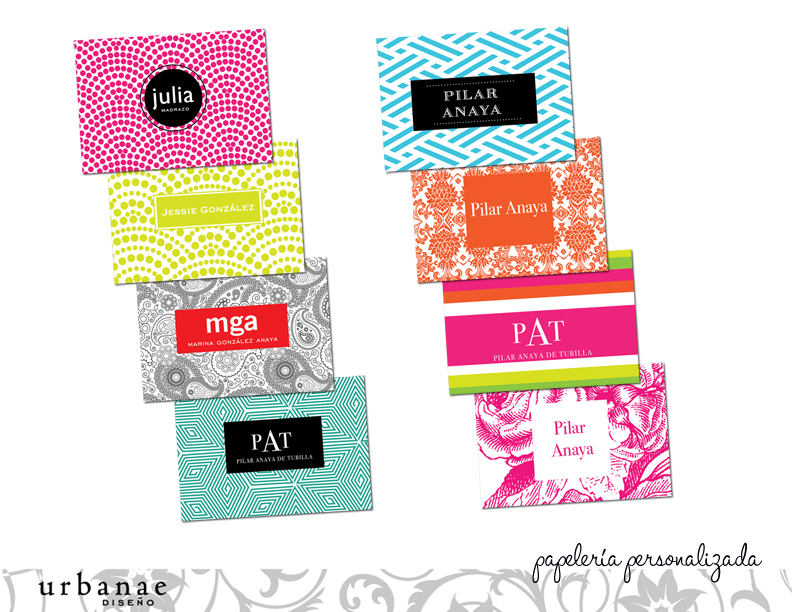 julia
MADRAZO
JESSIE GONZÁLEZ
mga
MARINA GONZÁLEZ ANAYA
PAT
PILAR ANAYA DE TUBILLA
PILAR
ANAYA
Pilar Anaya
PAT
PILAR ANAYA DE TUBILLA
Pilar
Anaya
papelería personalizada
urbanae
DISEÑO